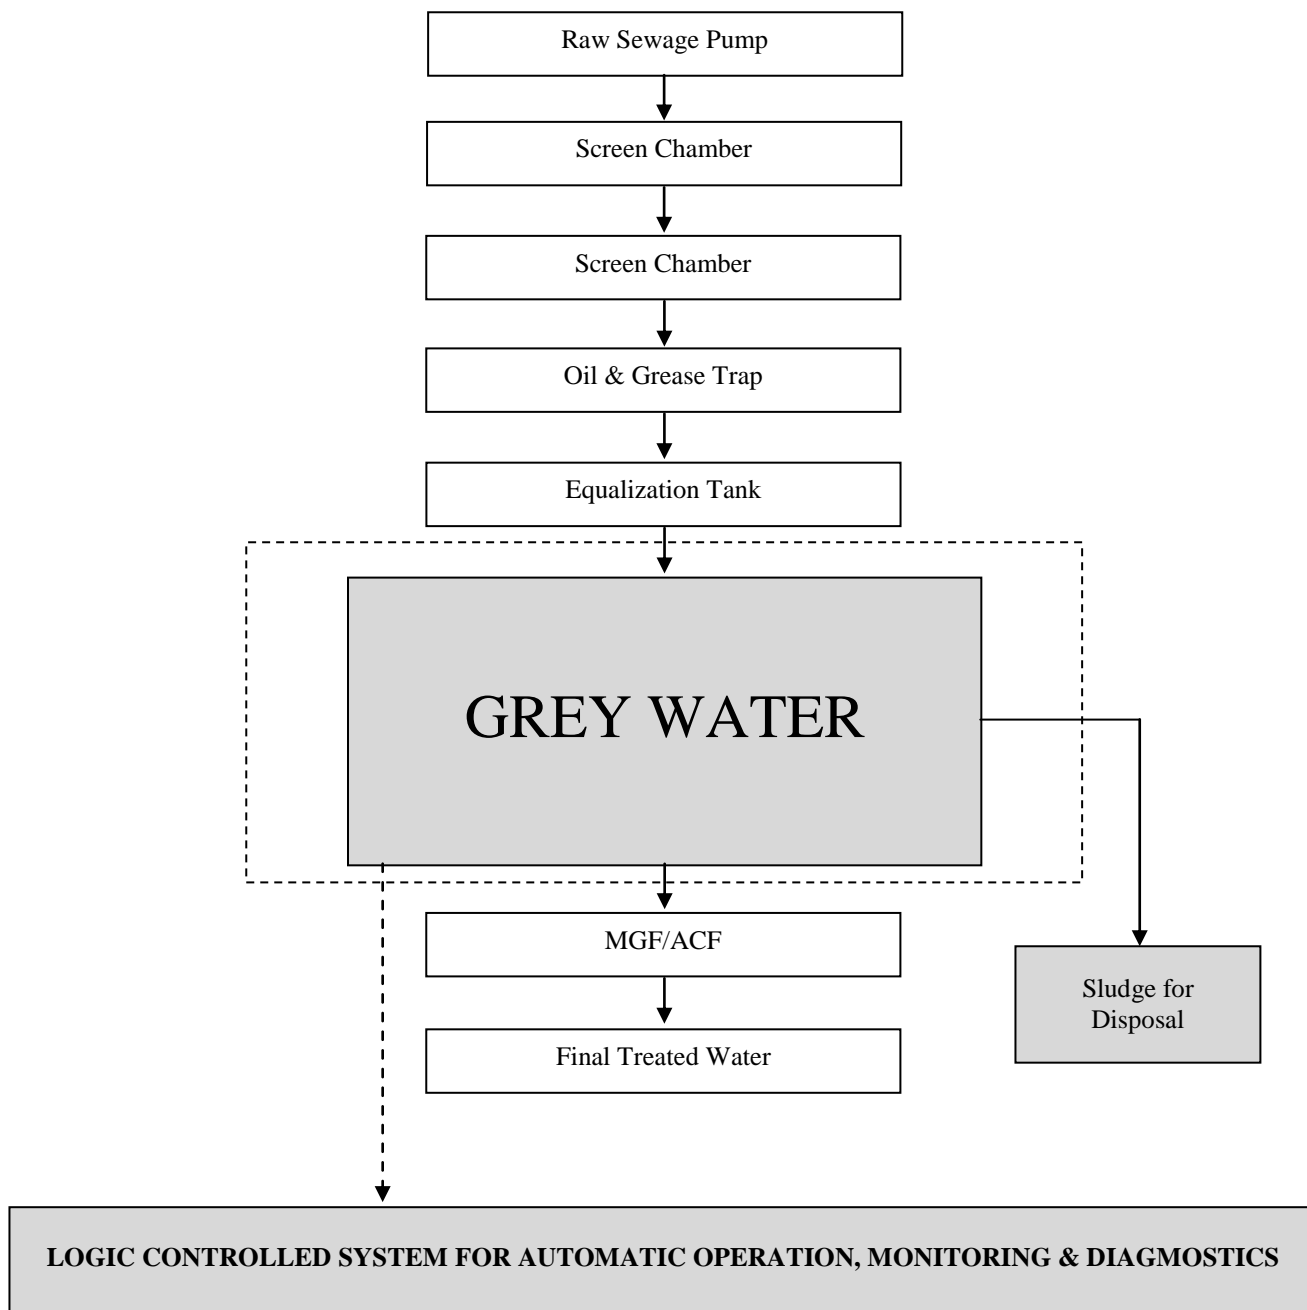 Raw Sewage Pump
Screen Chamber
Screen Chamber
Oil & Grease Trap
Equalization Tank
GREY WATER
MGF/ACF
Sludge for
Disposal
Final Treated Water
LOGIC CONTROLLED SYSTEM FOR AUTOMATIC OPERATION, MONITORING & DIAGMOSTICS